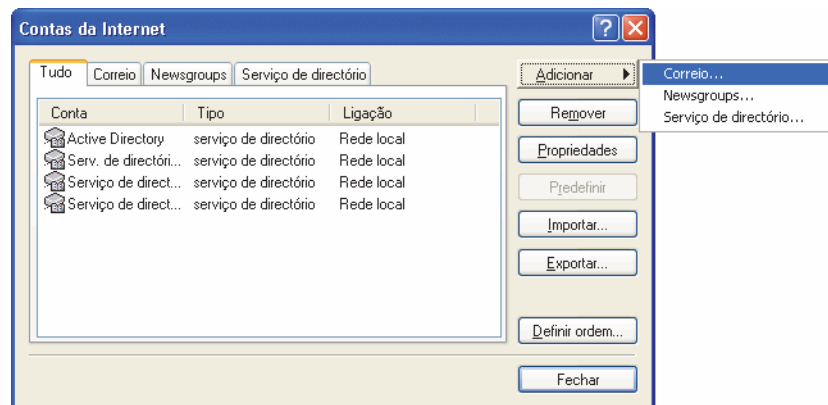 Contas da Internet
Tudo Correio Newsgroups Serviço de directório
Conta Tipo Ligação
Active Directory serviço de directório Rede local
Serv. de directóri... serviço de directório Rede local
Serviço de direct... serviço de directório Rede local
Serviço de direct... serviço de directório Rede local
Adicionar
Remover
Propriedades
Predefinir
Importar...
Exportar...
Definir ordem...
Fechar
Correio...
Newsgroups...
Serviço de directório...